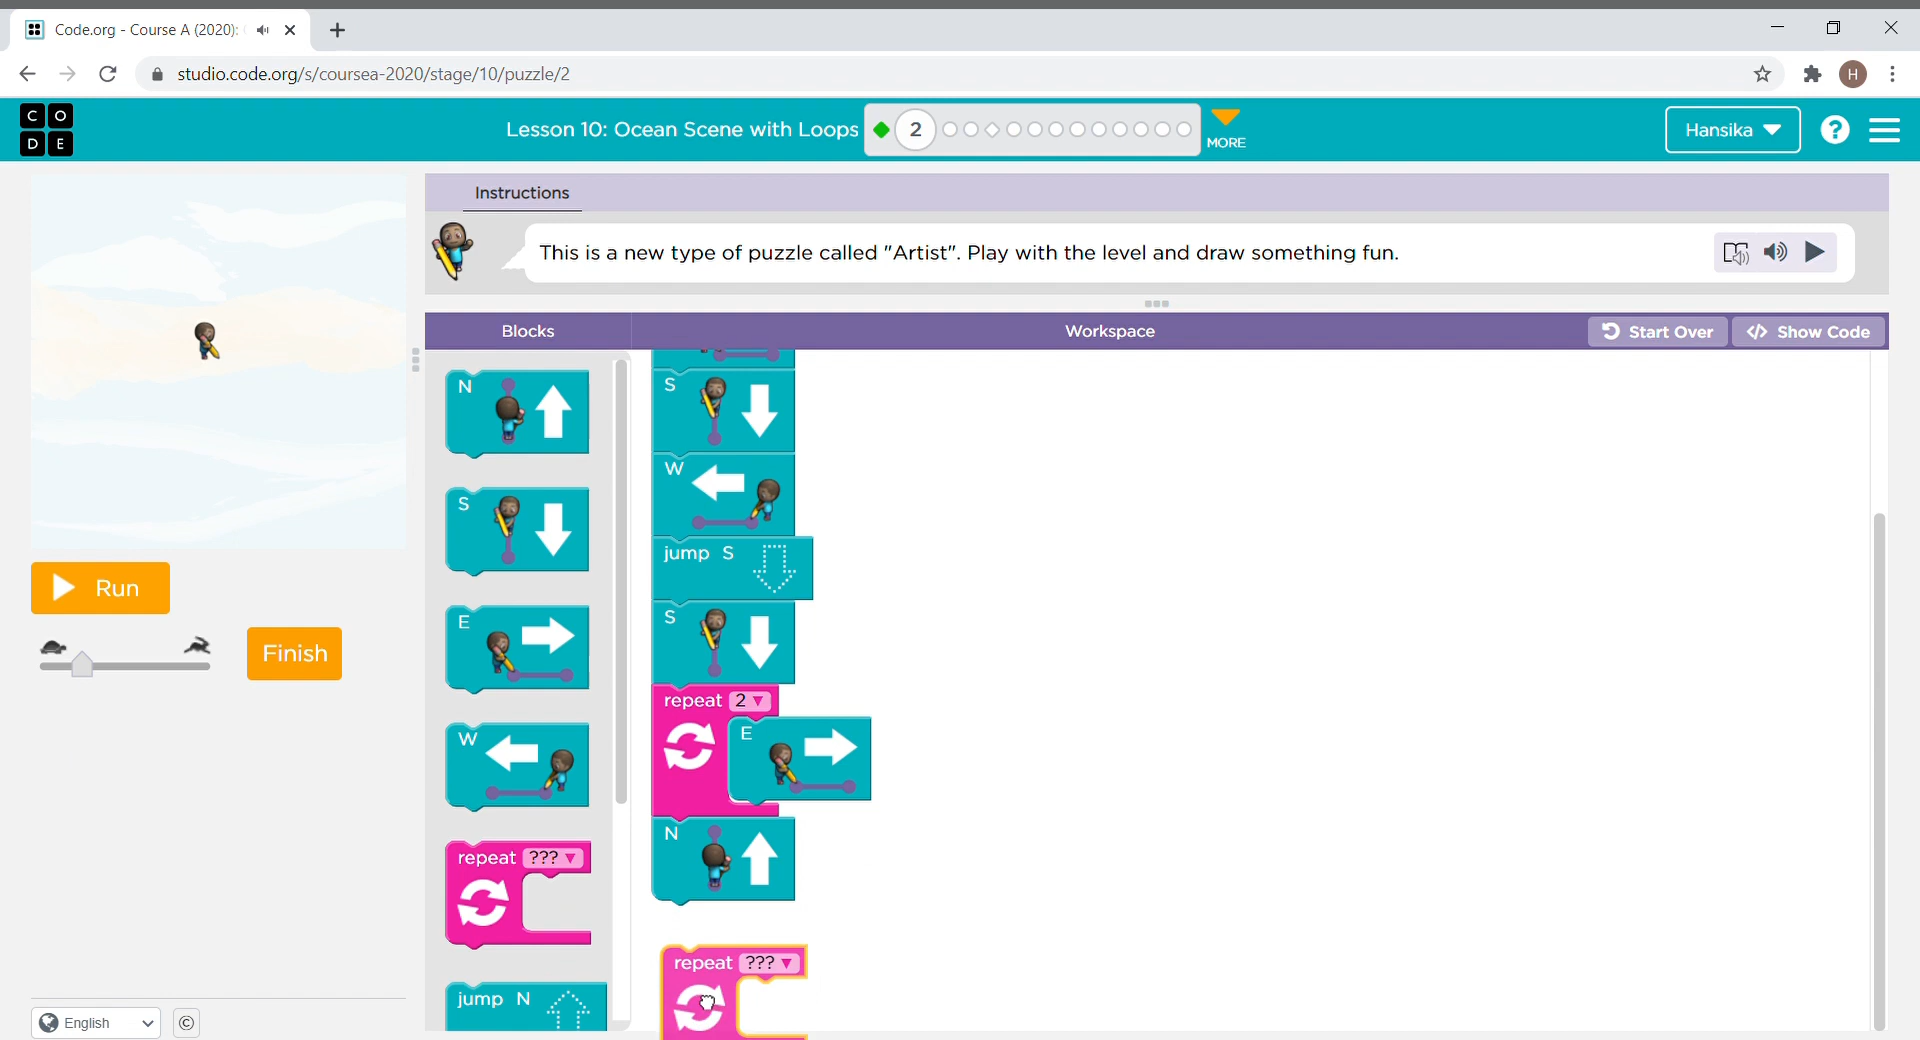 Code.org - Course A (2020):
studio.code.org/s/coursea-2020/stage/10/puzzle/2
H
C O
D E
Lesson 10: Ocean Scene with Loops
2
MORE
Hansika
?
Instructions
This is a new type of puzzle called "Artist". Play with the level and draw something fun.
Blocks
Workspace
Start Over
</> Show Code
N
S
E
W
repeat ???
jump N
S
W
jump S
S
repeat 2
E
N
repeat ???
Run
Finish
English
©